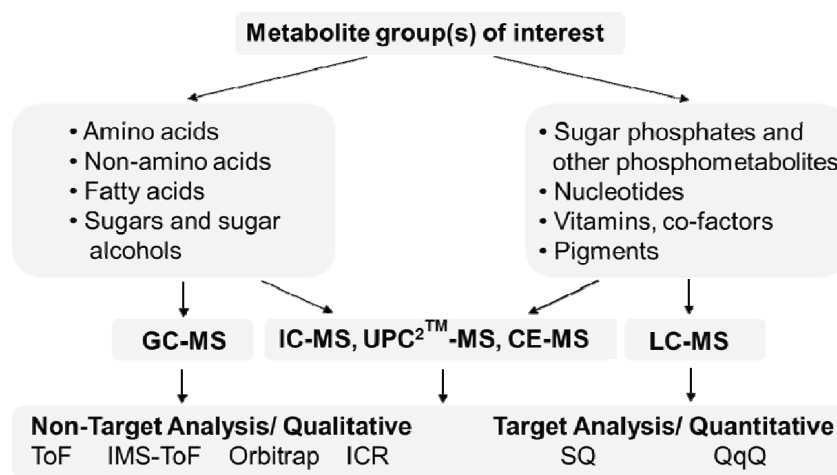 Metabolite group(s) of interest
• Amino acids
• Non-amino acids
• Fatty acids
• Sugars and sugar
alcohols
• Sugar phosphates and
other phosphometabolites
• Nucleotides
• Vitamins, co-factors
• Pigments
GC-MS
IC-MS, UPC²™-MS, CE-MS
LC-MS
Non-Target Analysis/ Qualitative
ToF IMS-ToF Orbitrap ICR
Target Analysis/ Quantitative
SQ QqQ